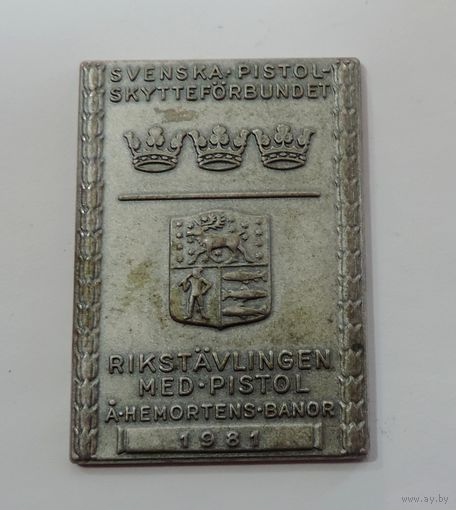 SVENSKA·PISTOL-
SKYTTEFÖRBUNDET
RIKSTÄVLINGEN
MED·PISTOL
Å·HEMORTENS·BANOR
1981
www.ay.by